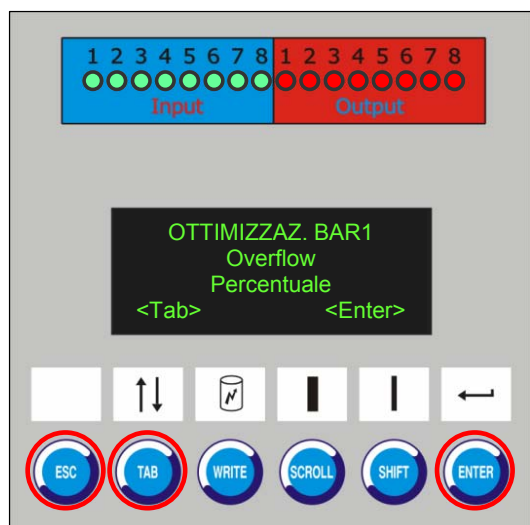 1 2 3 4 5 6 7 8 1 2 3 4 5 6 7 8
Input Output
OTTIMIZZAZ. BAR1
Overflow
Percentuale
<Tab> <Enter>
ESC TAB WRITE SCROLL SHIFT ENTER